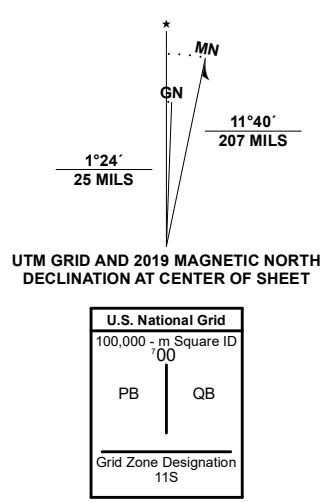 ★
MN
GN
11°40´
207 MILS
1°24´
25 MILS
UTM GRID AND 2019 MAGNETIC NORTH
DECLINATION AT CENTER OF SHEET
U.S. National Grid
100,000 - m Square ID
⁷00
PB QB
Grid Zone Designation
11S